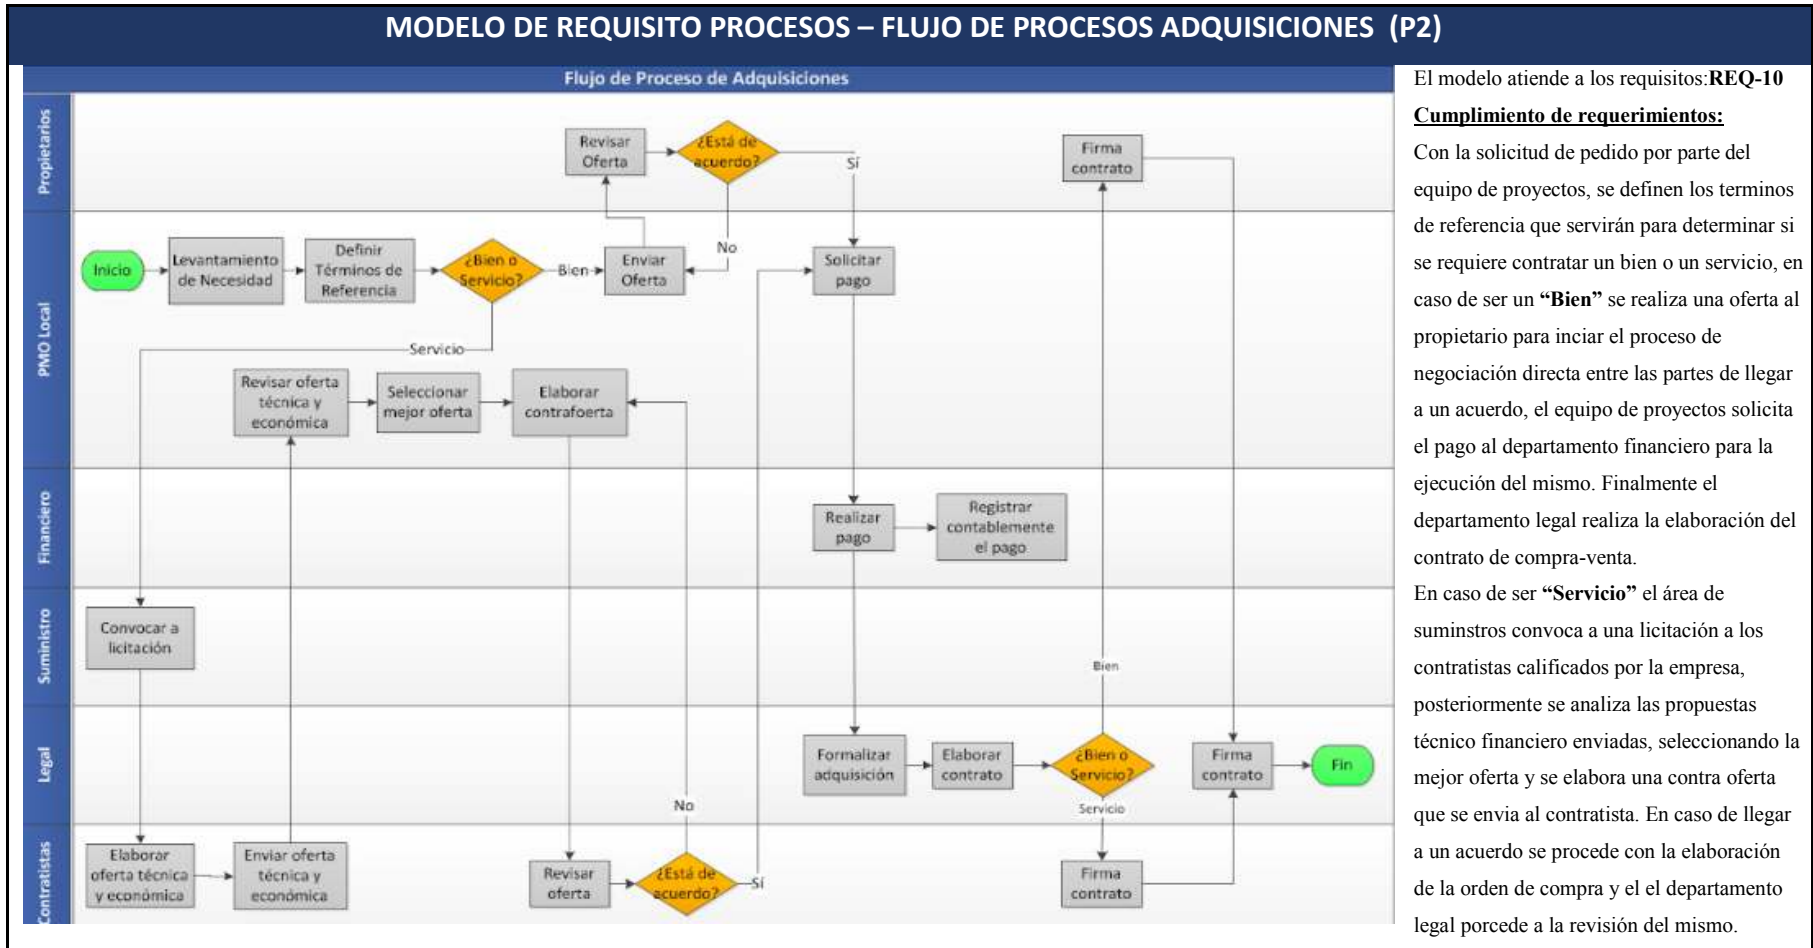 MODELO DE REQUISITO PROCESOS – FLUJO DE PROCESOS ADQUISICIONES (P2)
Flujo de Proceso de Adquisiciones
Propietarios
Revisar
Oferta
¿Está de
acuerdo?
Sí
No
Firma
contrato
PMO Local
Inicio
Levantamiento
de Necesidad
Definir
Términos de
Referencia
¿Bien o
Servicio?
Bien
Enviar
Oferta
Solicitar
pago
Servicio
Revisar oferta
técnica y
económica
Seleccionar
mejor oferta
Elaborar
contrafoerta
Financiero
Realizar
pago
Registrar
contablemente
el pago
Suministro
Convocar a
licitación
Bien
Legal
Formalizar
adquisición
Elaborar
contrato
¿Bien o
Servicio?
Servicio
Firma
contrato
Fin
No
Contratistas
Elaborar
oferta técnica
y económica
Enviar oferta
técnica y
económica
Revisar
oferta
¿Está de
acuerdo?
Sí
Firma
contrato
El modelo atiende a los requisitos:REQ-10
Cumplimiento de requerimientos:
Con la solicitud de pedido por parte del
equipo de proyectos, se definen los terminos
de referencia que servirán para determinar si
se requiere contratar un bien o un servicio, en
caso de ser un “Bien” se realiza una oferta al
propietario para inciar el proceso de
negociación directa entre las partes de llegar
a un acuerdo, el equipo de proyectos solicita
el pago al departamento financiero para la
ejecución del mismo. Finalmente el
departamento legal realiza la elaboración del
contrato de compra-venta.
En caso de ser “Servicio” el área de
suminstros convoca a una licitación a los
contratistas calificados por la empresa,
posteriormente se analiza las propuestas
técnico financiero enviadas, seleccionando la
mejor oferta y se elabora una contra oferta
que se envia al contratista. En caso de llegar
a un acuerdo se procede con la elaboración
de la orden de compra y el el departamento
legal porcede a la revisión del mismo.